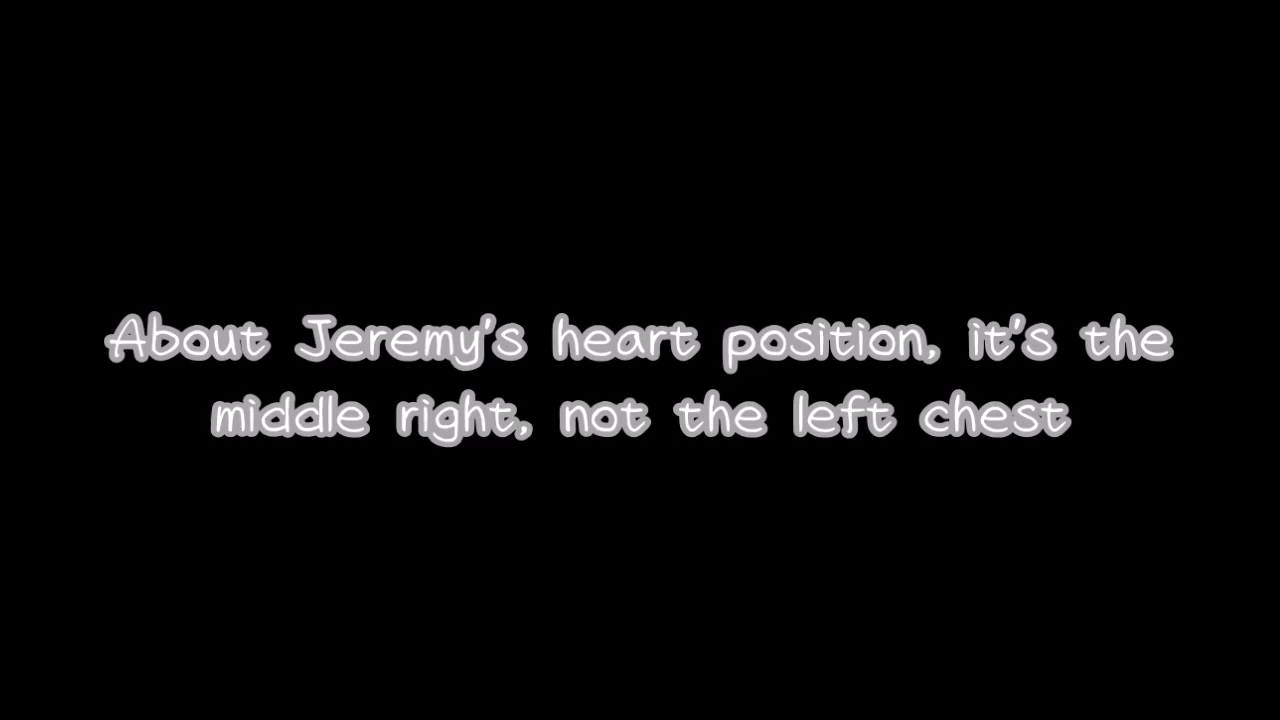 About Jeremy's heart position, it's the
middle right, not the left chest